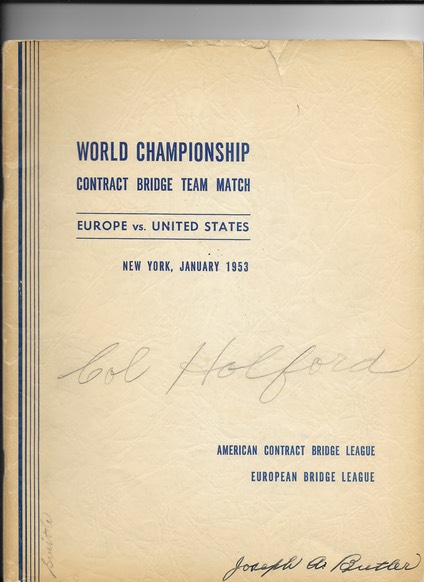 WORLD CHAMPIONSHIP
CONTRACT BRIDGE TEAM MATCH
EUROPE vs. UNITED STATES
NEW YORK, JANUARY 1953
Col Holford
AMERICAN CONTRACT BRIDGE LEAGUE
EUROPEAN BRIDGE LEAGUE
Joseph A. Butler